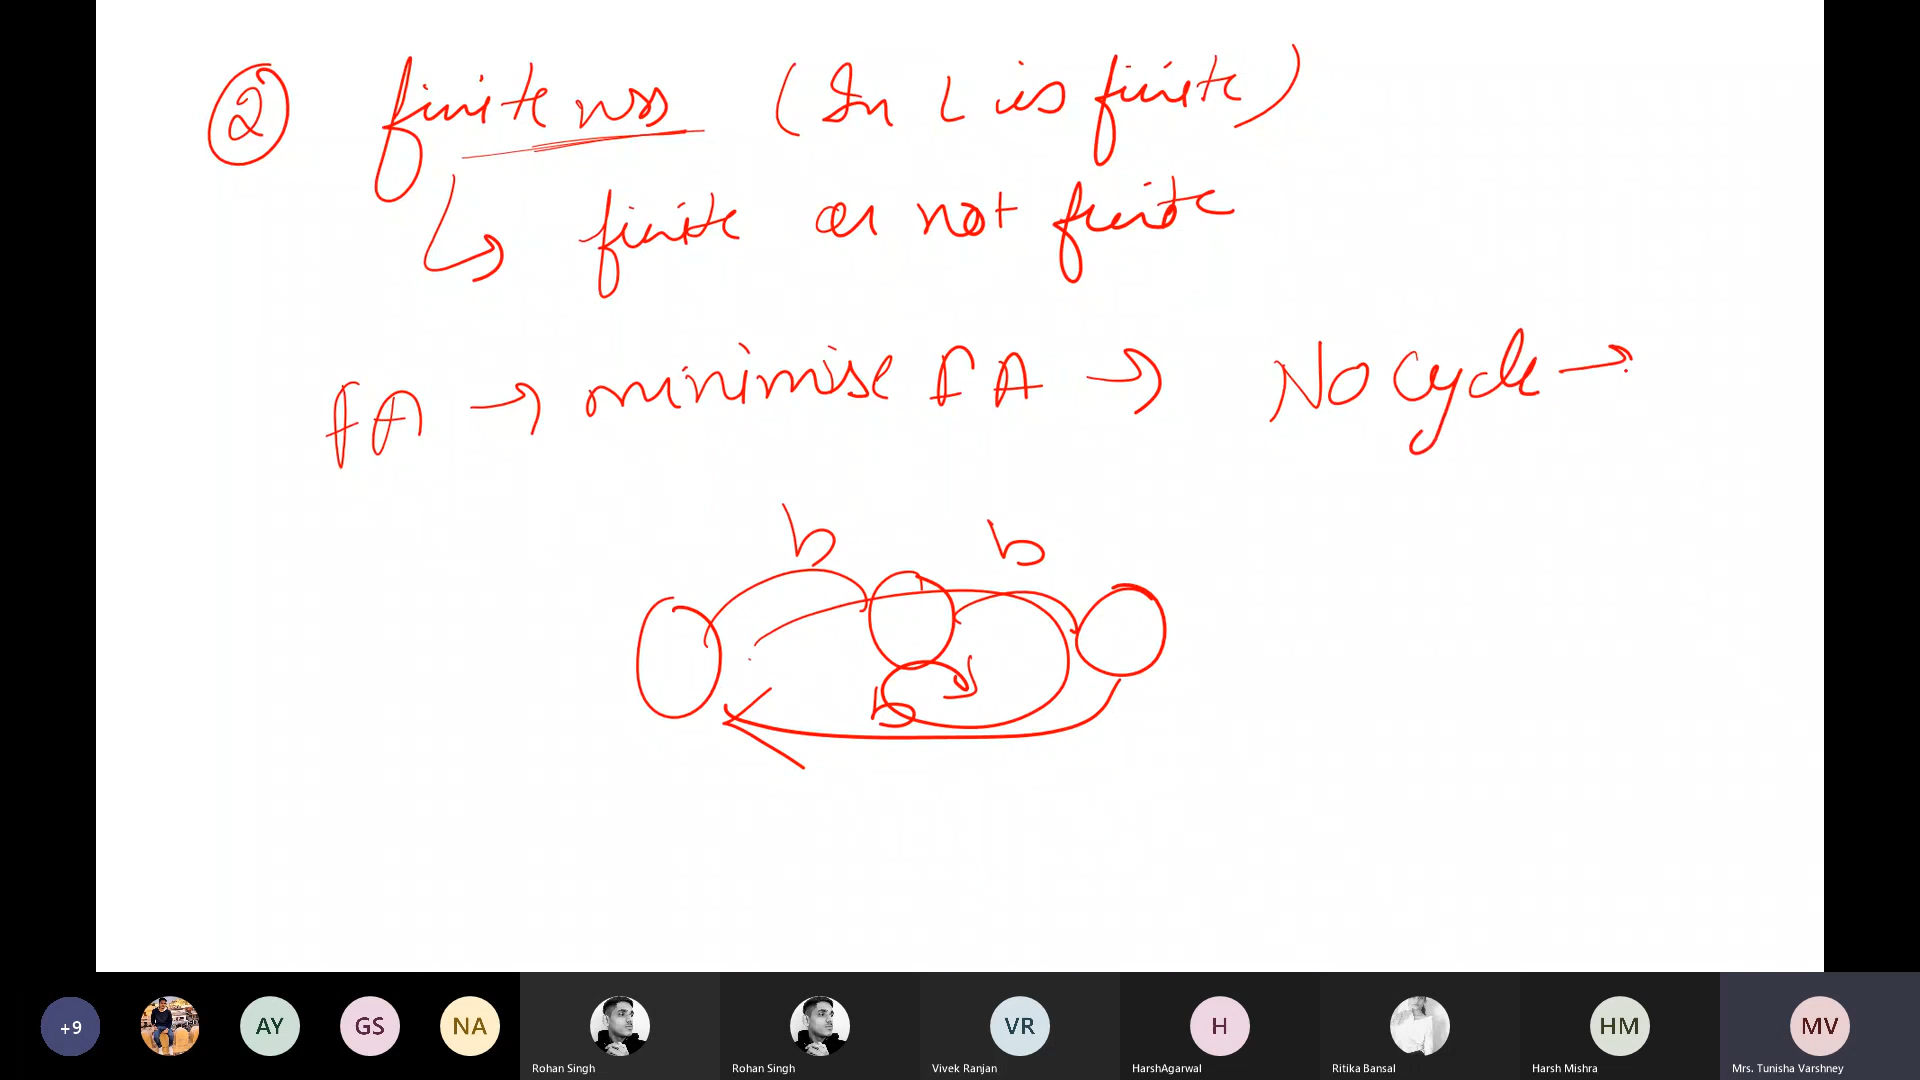 ② finiteness (In L is finite)
↳ finite or not finite
FA → minimise FA → No Cycle →
b b
b
+9 AY GS NA VR H HM MV
Rohan Singh Rohan Singh Vivek Ranjan HarshAgarwal Ritika Bansal Harsh Mishra Mrs. Tunisha Varshney